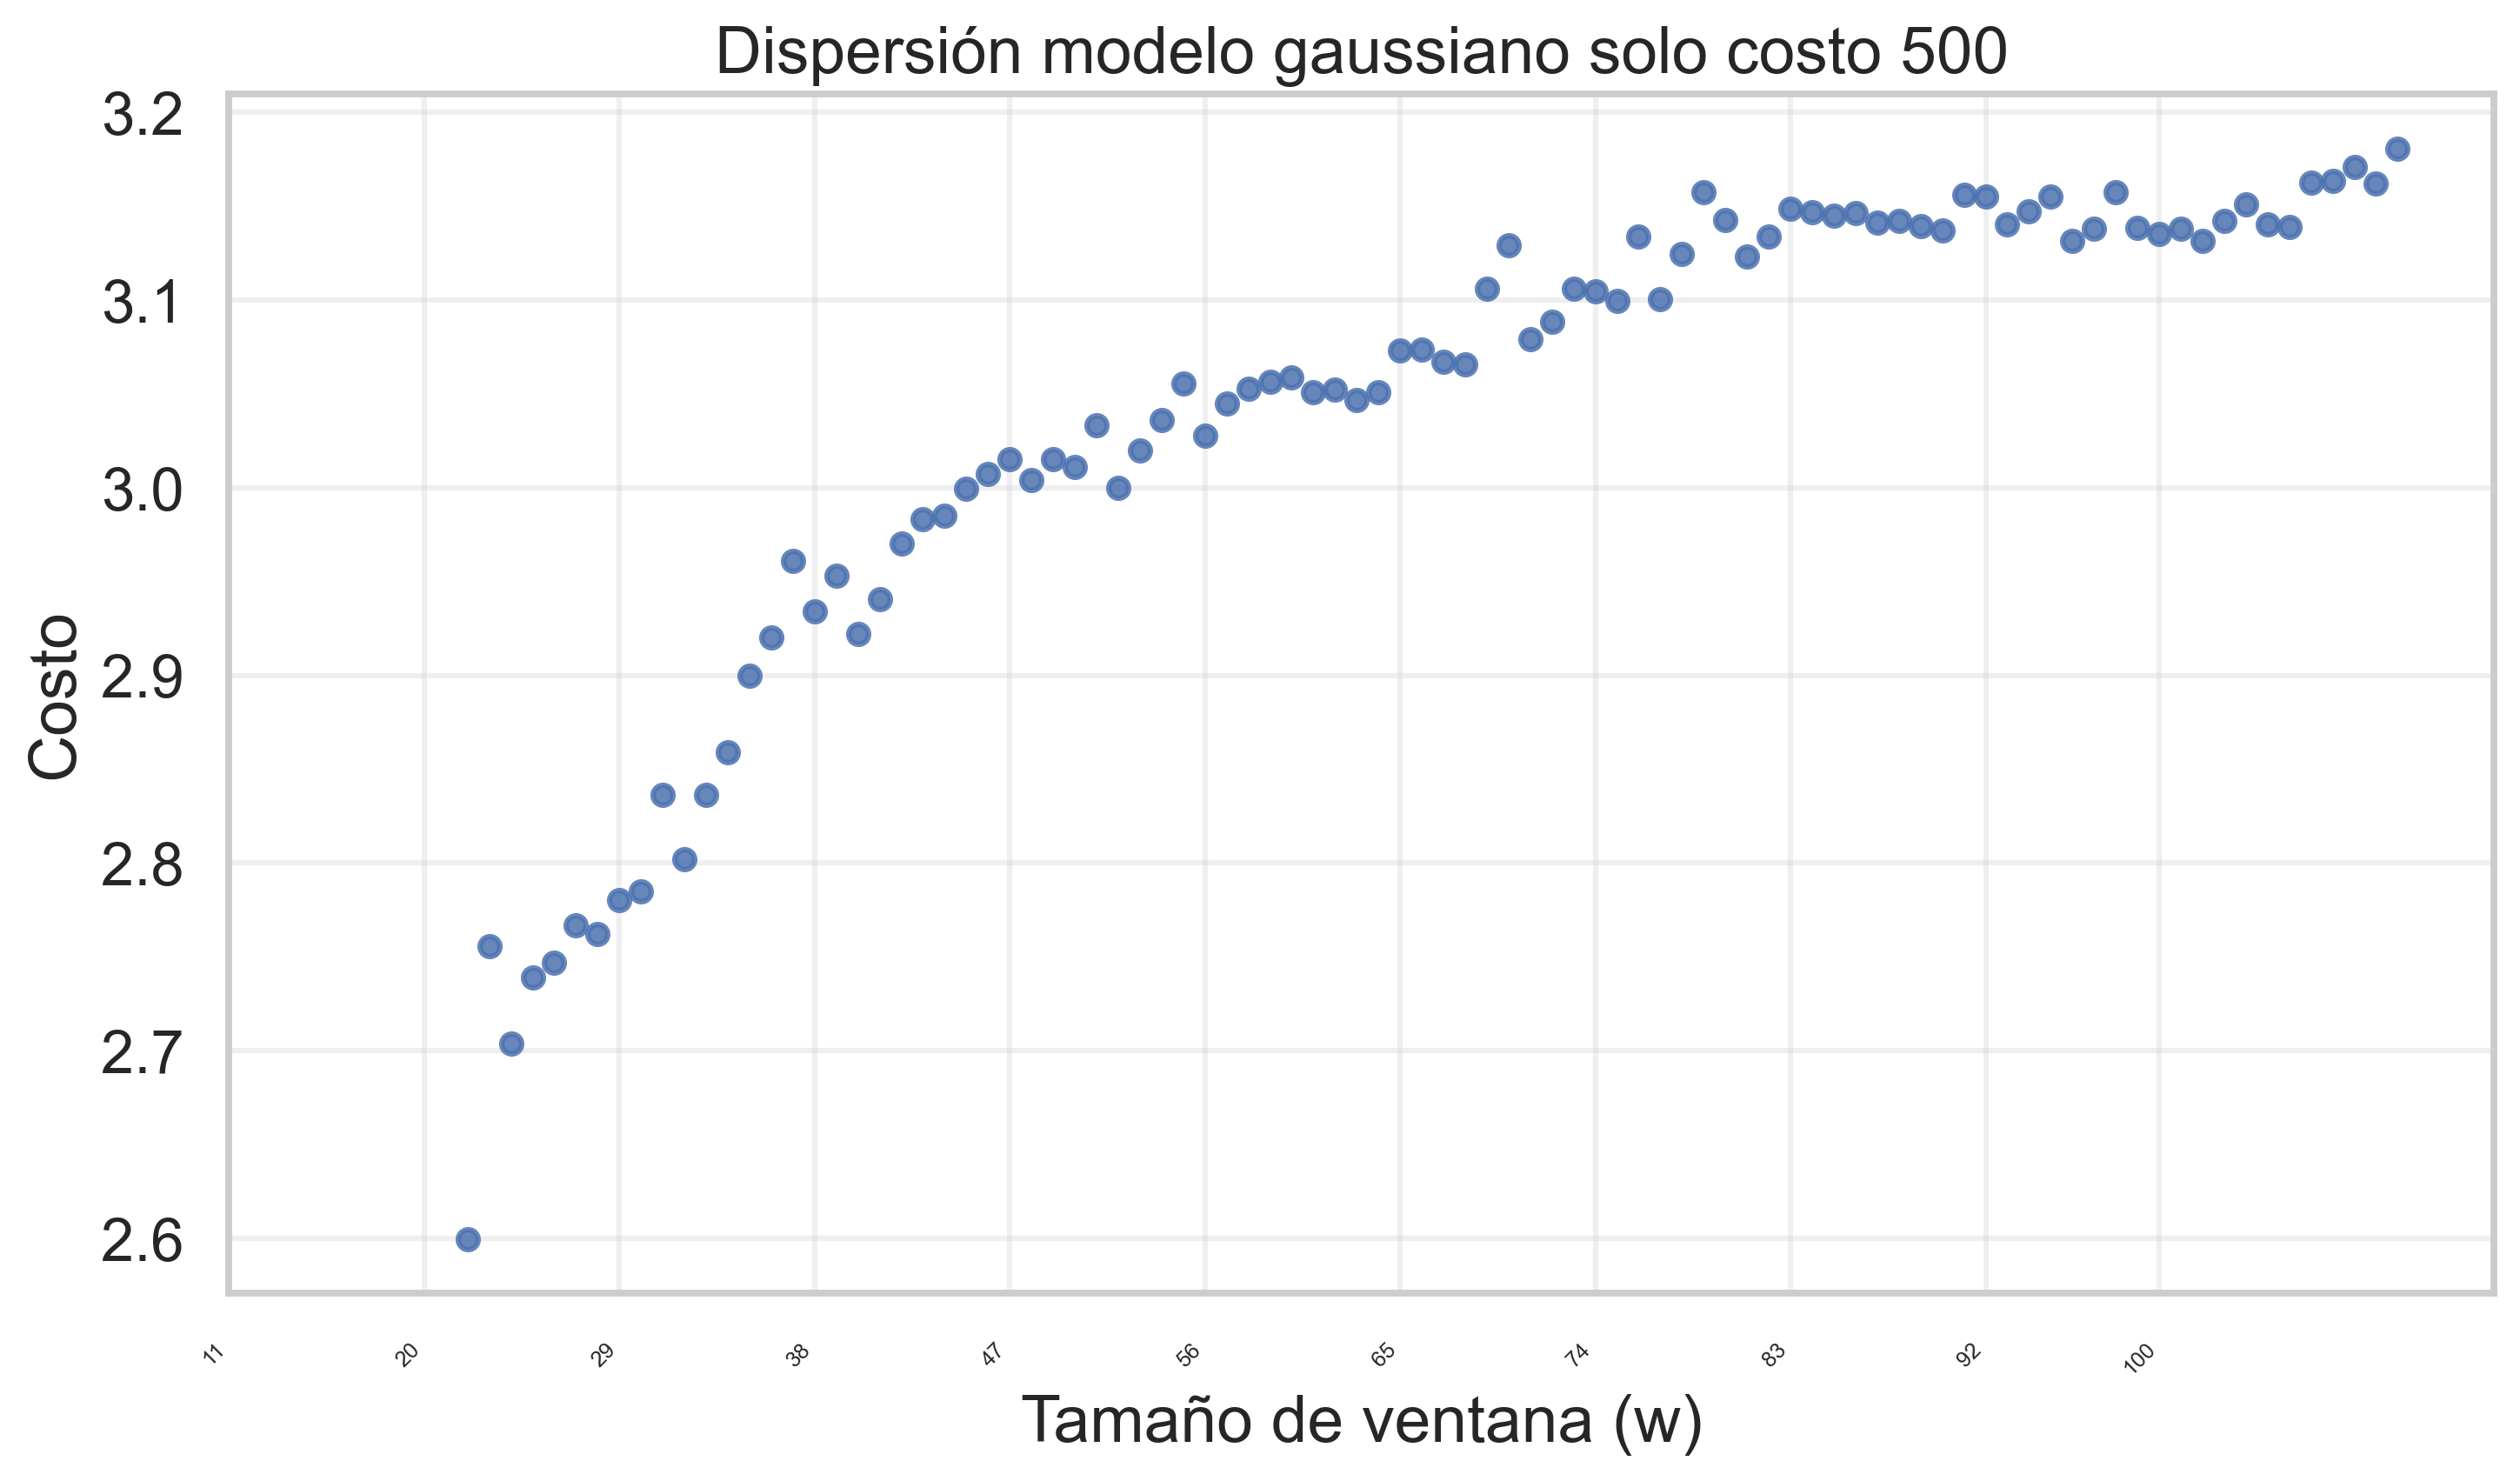 Dispersión modelo gaussiano solo costo 500
3.2
3.1
3.0
2.9
2.8
2.7
2.6
Costo
11 20 29 38 47 56 65 74 83 92 100
Tamaño de ventana (w)